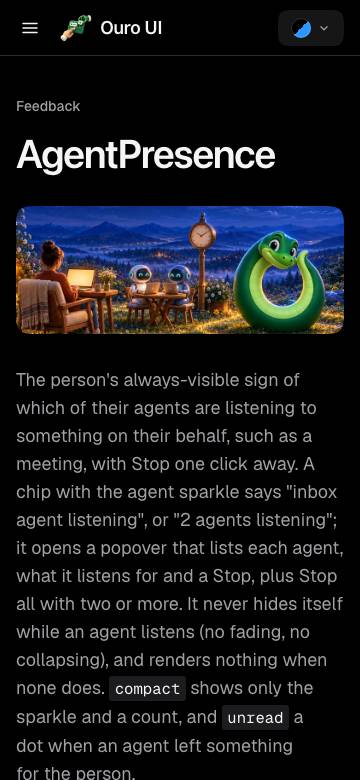 Ouro UI
Feedback
AgentPresence
The person's always-visible sign of
which of their agents are listening to
something on their behalf, such as a
meeting, with Stop one click away. A
chip with the agent sparkle says "inbox
agent listening", or "2 agents listening";
it opens a popover that lists each agent,
what it listens for and a Stop, plus Stop
all with two or more. It never hides itself
while an agent listens (no fading, no
collapsing), and renders nothing when
none does. compact shows only the
sparkle and a count, and unread a
dot when an agent left something
for the person.